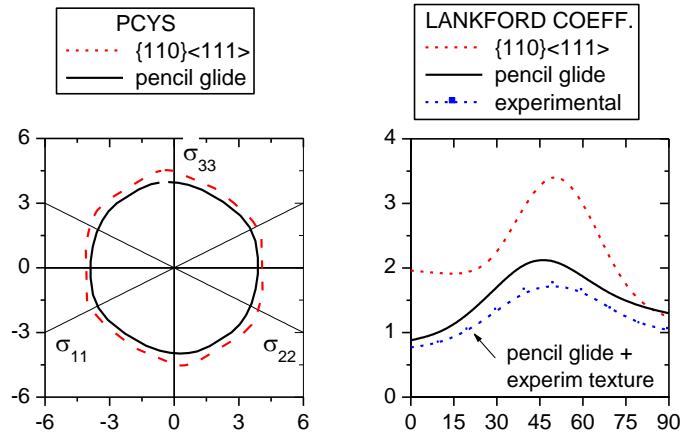 PCYS
{110}<111>
pencil glide
6
3
0
-3
-6
-6
-3
0
3
6
σ33
σ11
σ22
LANKFORD COEFF.
{110}<111>
pencil glide
experimental
4
3
2
1
0
0
15
30
45
60
75
90
pencil glide +
experim texture